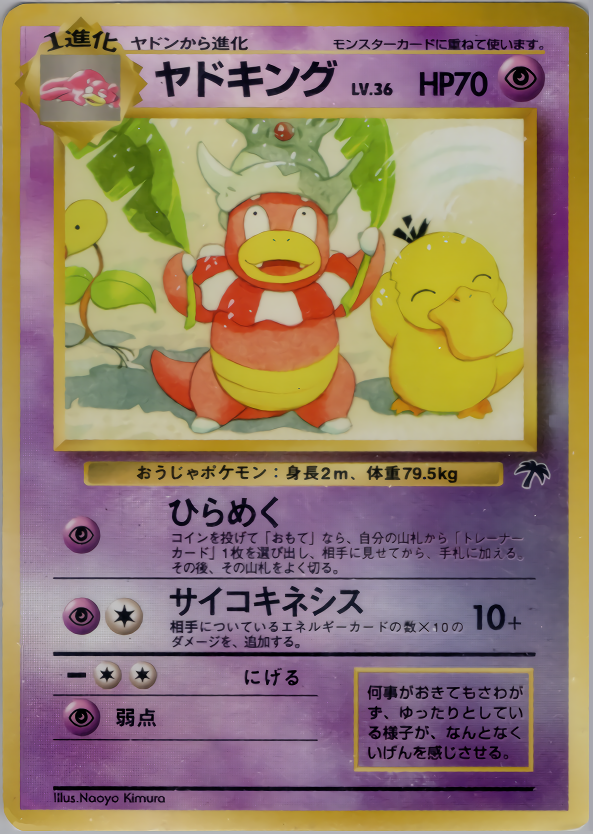 1進化 ヤドンから進化 モンスターカードに重ねて使います。
ヤドキング LV.36 HP70
おうじゃポケモン：身長2m、体重79.5kg
ひらめく
コインを投げて「おもて」なら、自分の山札から「トレーナー
カード」1枚を選び出し、相手に見せてから、手札に加える。
その後、その山札をよく切る。
サイコキネシス 10+
相手についているエネルギーカードの数×10の
ダメージを、追加する。
にげる
弱点
何事がおきてもさわが
ず、ゆったりとしてい
る様子が、なんとなく
いげんを感じさせる。
Illus.Naoyo Kimura